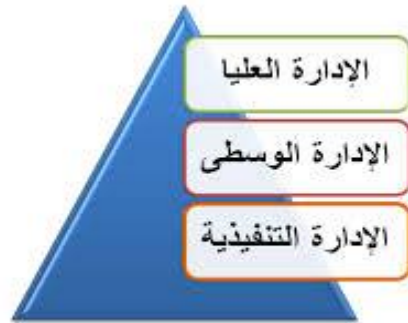 الإدارة العليا
الإدارة الوسطى
الإدارة التنفيذية